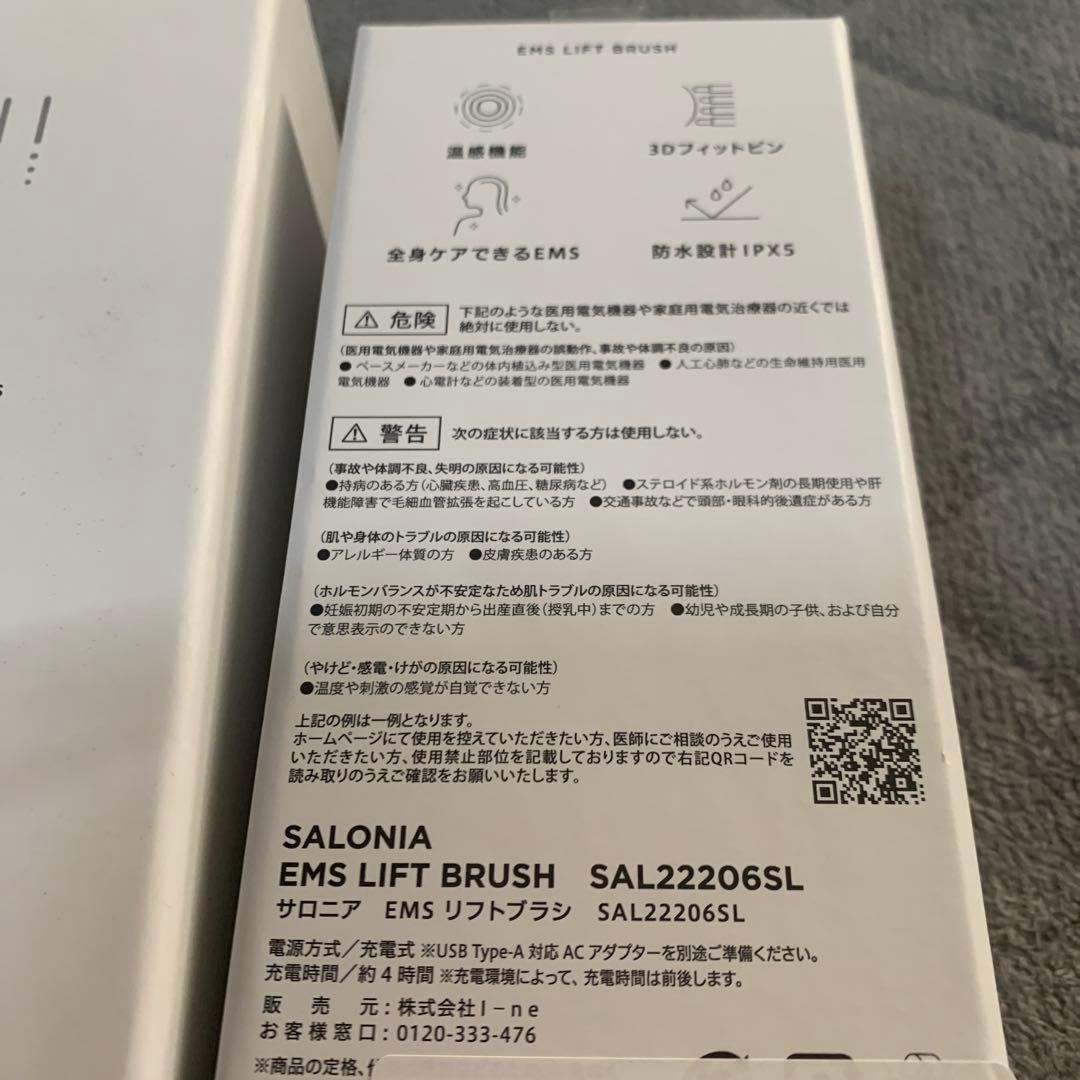 EMS LIFT BRUSH
温感機能
3Dフィットピン
全身ケアできるEMS
防水設計IPX5
危険
下記のような医用電気機器や家庭用電気治療器の近くでは
絶対に使用しない。
(医用電気機器や家庭用電気治療器の誤動作、事故や体調不良の原因)
●ペースメーカーなどの体内植込み型医用電気機器 ●人工心肺などの生命維持用医用
電気機器 ●心電計などの装着型の医用電気機器
警告
次の症状に該当する方は使用しない。
(事故や体調不良、失明の原因になる可能性)
●持病のある方(心臓疾患、高血圧、糖尿病など) ●ステロイド系ホルモン剤の長期使用や肝
機能障害で毛細血管拡張を起こしている方 ●交通事故などで頭部・眼科的後遺症がある方
(肌や身体のトラブルの原因になる可能性)
●アレルギー体質の方 ●皮膚疾患のある方
(ホルモンバランスが不安定なため肌トラブルの原因になる可能性)
●妊娠初期の不安定期から出産直後(授乳中)までの方 ●幼児や成長期の子供、および自分
で意思表示のできない方
(やけど・感電・けがの原因になる可能性)
●温度や刺激の感覚が自覚できない方
上記の例は一例となります。
ホームページにて使用を控えていただきたい方、医師にご相談のうえご使用
いただきたい方、使用禁止部位を記載しておりますので右記QRコードを
読み取りのうえご確認をお願いいたします。
SALONIA
EMS LIFT BRUSH SAL22206SL
サロニア EMS リフトブラシ SAL22206SL
電源方式/充電式 ※USB Type-A 対応 AC アダプターを別途ご準備ください。
充電時間/約 4 時間 ※充電環境によって、充電時間は前後します。
販売元:株式会社I-ne
お客様窓口:0120-333-476
※商品の定格、